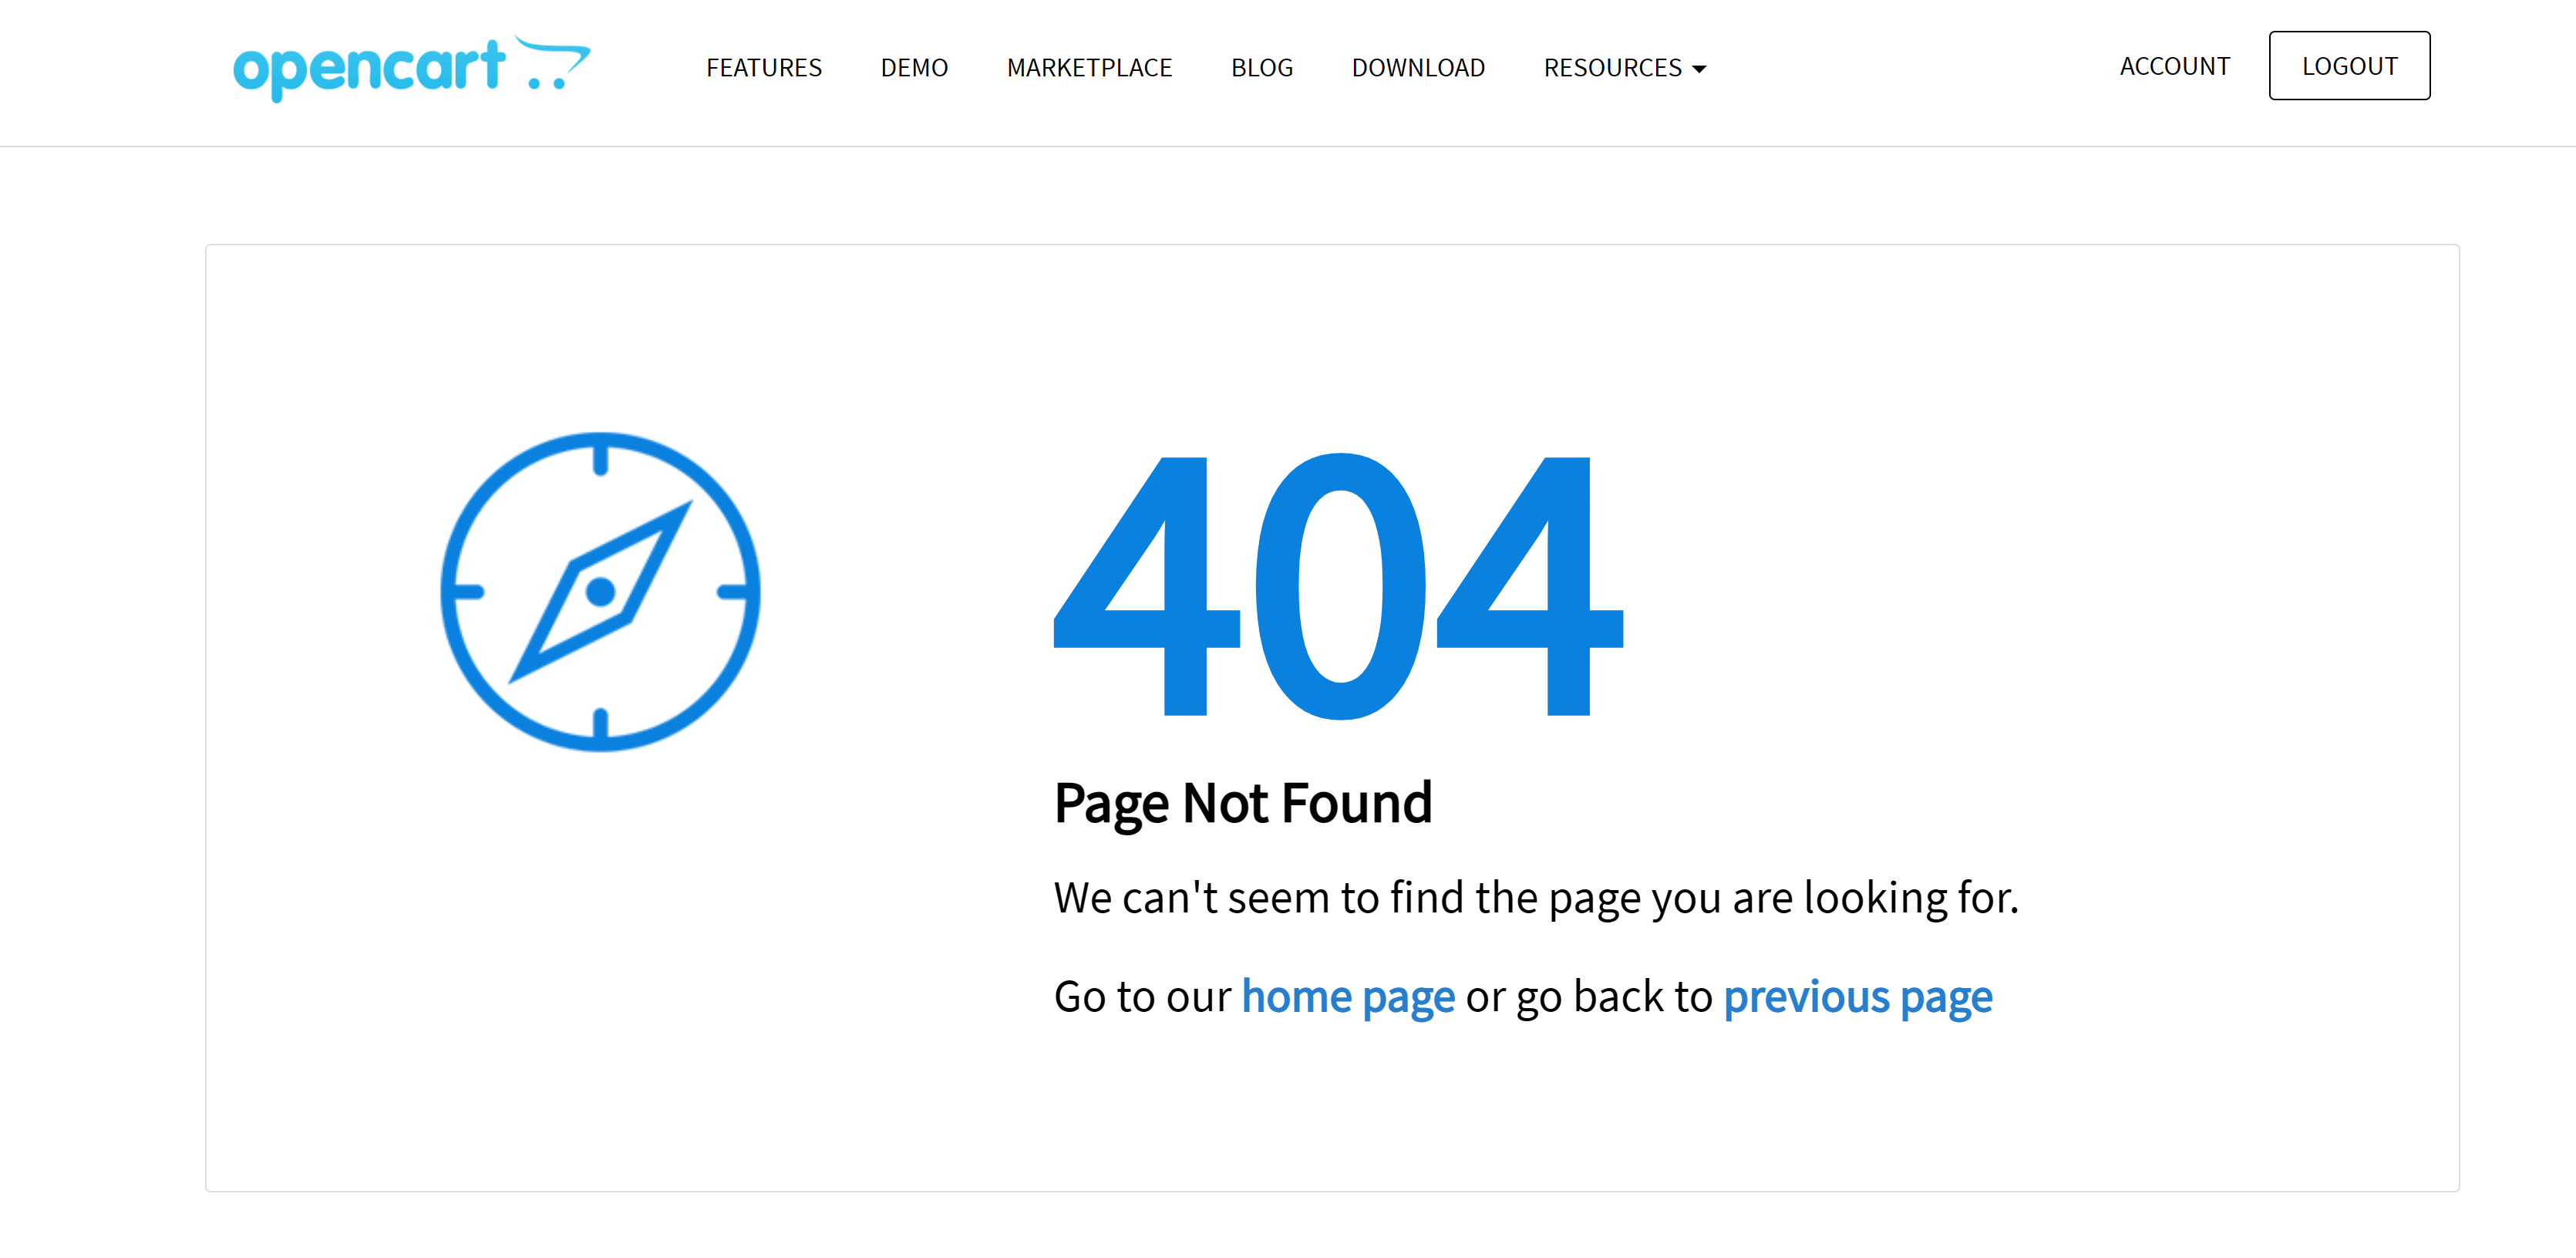 opencart
FEATURES DEMO MARKETPLACE BLOG DOWNLOAD RESOURCES ACCOUNT LOGOUT
404
Page Not Found
We can't seem to find the page you are looking for.
Go to our home page or go back to previous page